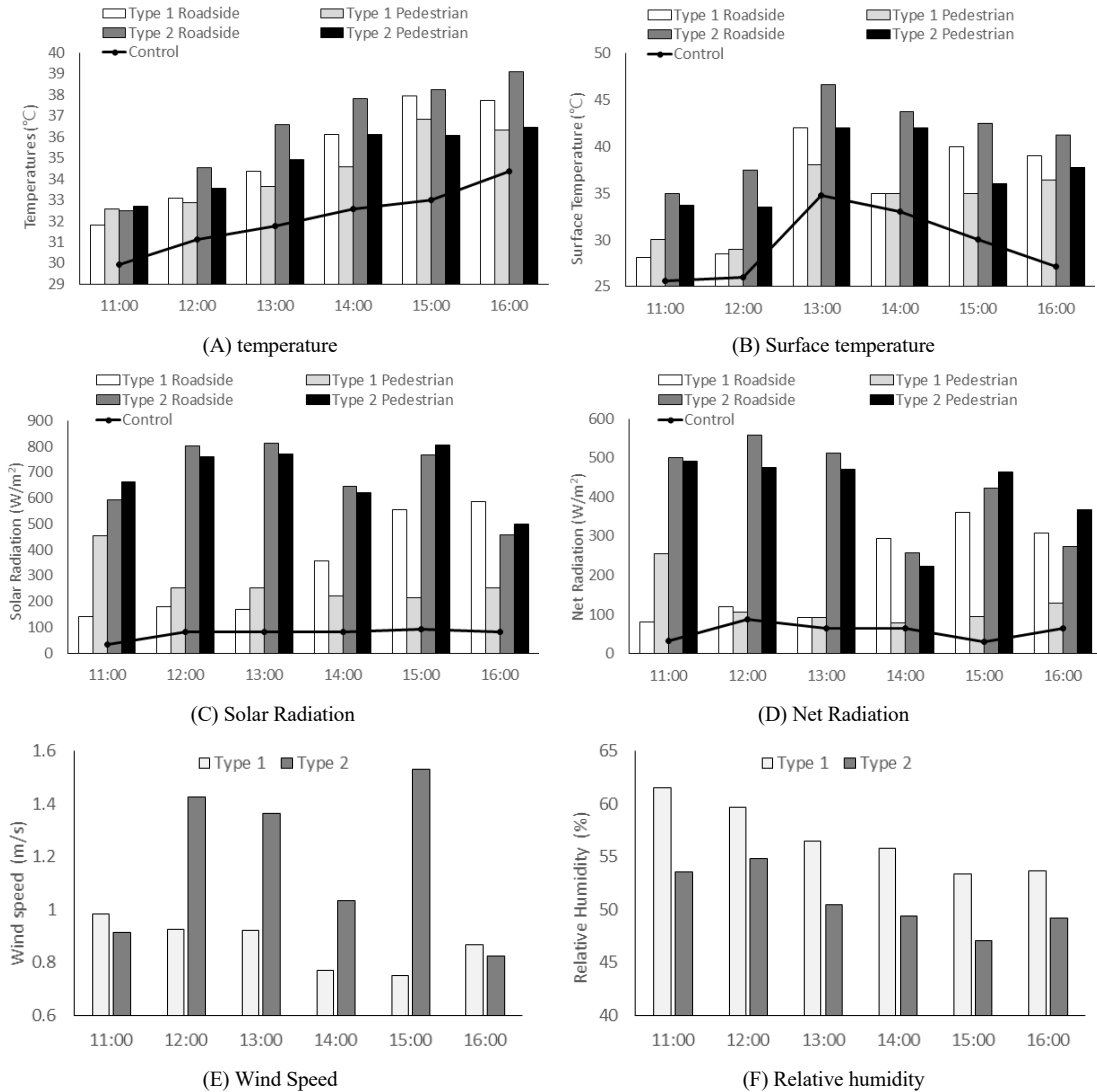 Type 1 Roadside
Type 1 Pedestrian
Type 2 Roadside
Type 2 Pedestrian
Control
Temperatures (℃)
40
39
38
37
36
35
34
33
32
31
30
29
11:00 12:00 13:00 14:00 15:00 16:00
(A) temperature
Type 1 Roadside
Type 1 Pedestrian
Type 2 Roadside
Type 2 Pedestrian
Control
Surface Temperature (℃)
50
45
40
35
30
25
11:00 12:00 13:00 14:00 15:00 16:00
(B) Surface temperature
Type 1 Roadside
Type 1 Pedestrian
Type 2 Roadside
Type 2 Pedestrian
Control
Solar Radiation (W/m²)
900
800
700
600
500
400
300
200
100
0
11:00 12:00 13:00 14:00 15:00 16:00
(C) Solar Radiation
Type 1 Roadside
Type 1 Pedestrian
Type 2 Roadside
Type 2 Pedestrian
Control
Net Radiation (W/m²)
600
500
400
300
200
100
0
11:00 12:00 13:00 14:00 15:00 16:00
(D) Net Radiation
Type 1
Type 2
Wind speed (m/s)
1.6
1.4
1.2
1
0.8
0.6
11:00 12:00 13:00 14:00 15:00 16:00
(E) Wind Speed
Type 1
Type 2
Relative Humidity (%)
65
60
55
50
45
40
11:00 12:00 13:00 14:00 15:00 16:00
(F) Relative humidity